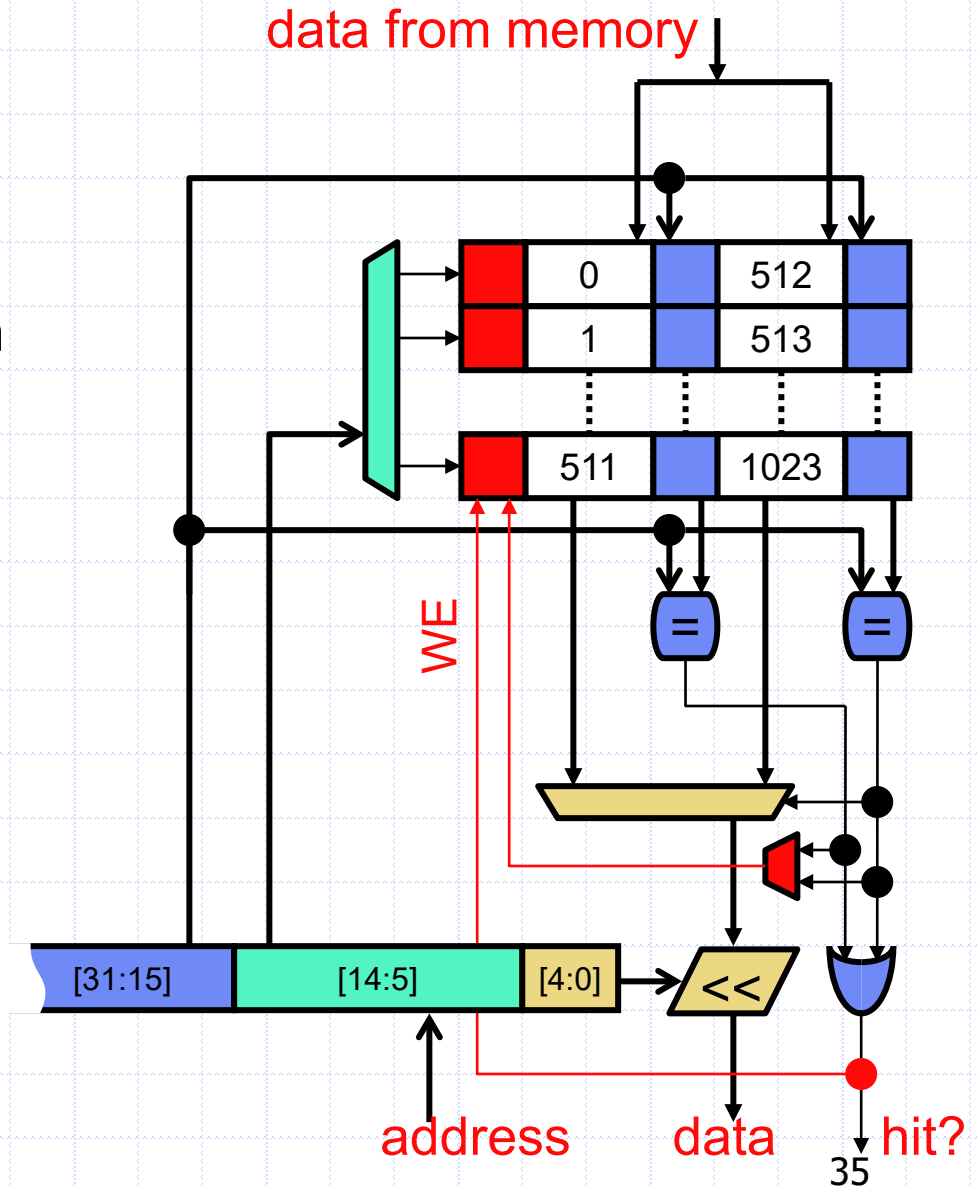 data from memory
0 512
1 513
511 1023
WE
= =
[31:15] [14:5] [4:0] <<
address data hit?
35